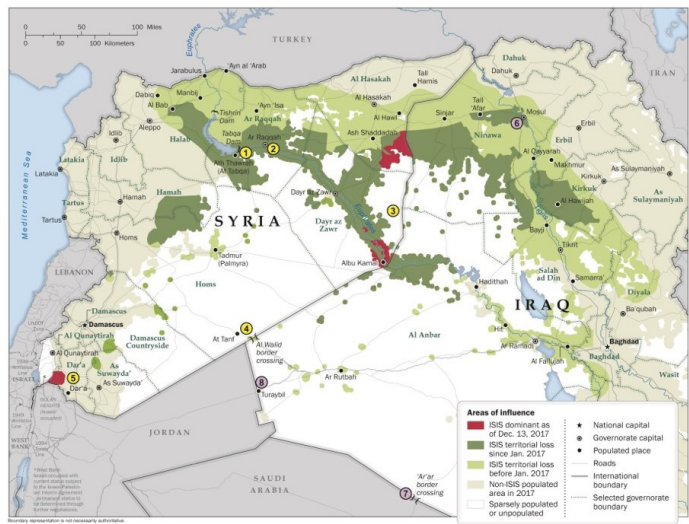 0 50 100 Miles
0 50 100 Kilometers
TURKEY
IRAN
Mediterranean Sea
Euphrates
Jarabulus
'Ayn al 'Arab
Dabiq
Manbij
Al Bab
Tishrin
Dam
'Ayn 'Isa
Ar Raqqah
Aleppo
Halab
Tabqa
Dam
Ar Raqqah
1
2
Ath Thawrah
(At Tabqa)
Al Hasakah
Tall
Hamis
Al Hasakah
Al Hawl
Ash Shaddadah
Dahuk
Dahuk
Sinjar
Tall
'Afar
Mosul
6
Ninawa
Erbil
Erbil
Al Qayyarah
Makhmur
Kirkuk
Kirkuk
Al Hawijah
As Sulaymaniyah
As
Sulaymaniyah
Idlib
Idlib
Latakia
Latakia
Tartus
Tartus
Hamah
Hamah
Homs
SYRIA
Dayr az Zawr
Dayr az
Zawr
Euphrates
3
Albu Kamal
Tadmur
(Palmyra)
Homs
Bayji
Tigris
Tikrit
Salah
ad Din
Samarra'
Diyala
Ba'qubah
IRAQ
Hadithah
Hit
Ar Ramadi
Al Fallujah
Baghdad
Baghdad
Wasit
Al Anbar
LEBANON
Damascus
Damascus
Al Qunaytirah
Al Qunaytirah
Damascus
Countryside
Dar'a
5
Dar'a
As
Suwayda'
As Suwayda'
ISRAEL
WEST
BANK
4
At Tanf
Al Walid
border
crossing
8
Turaybil
Ar Rutbah
JORDAN
SAUDI
ARABIA
7
'Ar'ar
border
crossing
Areas of influence
ISIS dominant as
of Dec. 13, 2017
ISIS territorial loss
since Jan. 2017
ISIS territorial loss
before Jan. 2017
Non-ISIS populated
area in 2017
Sparsely populated
or unpopulated
National capital
Governorate capital
Populated place
Roads
International
boundary
Selected governorate
boundary
Boundary representation is not necessarily authoritative.